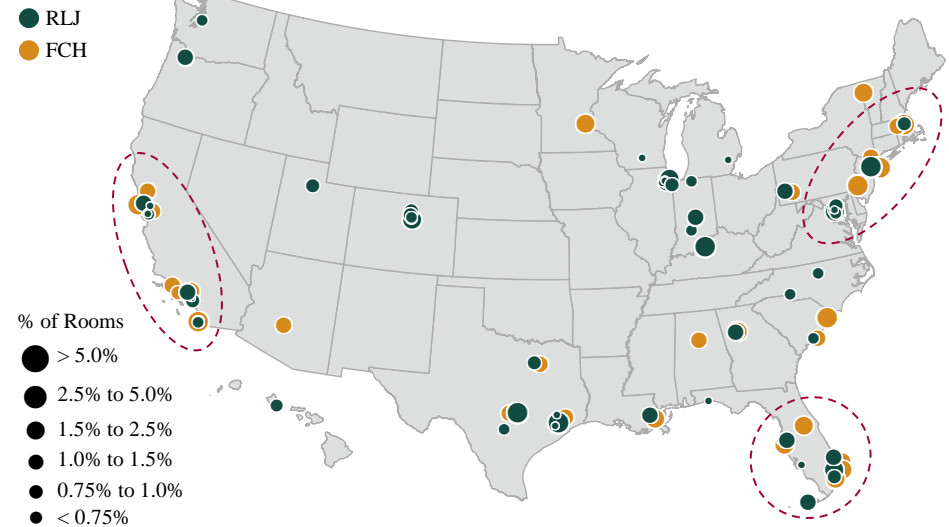 RLJ
FCH
% of Rooms
> 5.0%
2.5% to 5.0%
1.5% to 2.5%
1.0% to 1.5%
0.75% to 1.0%
< 0.75%